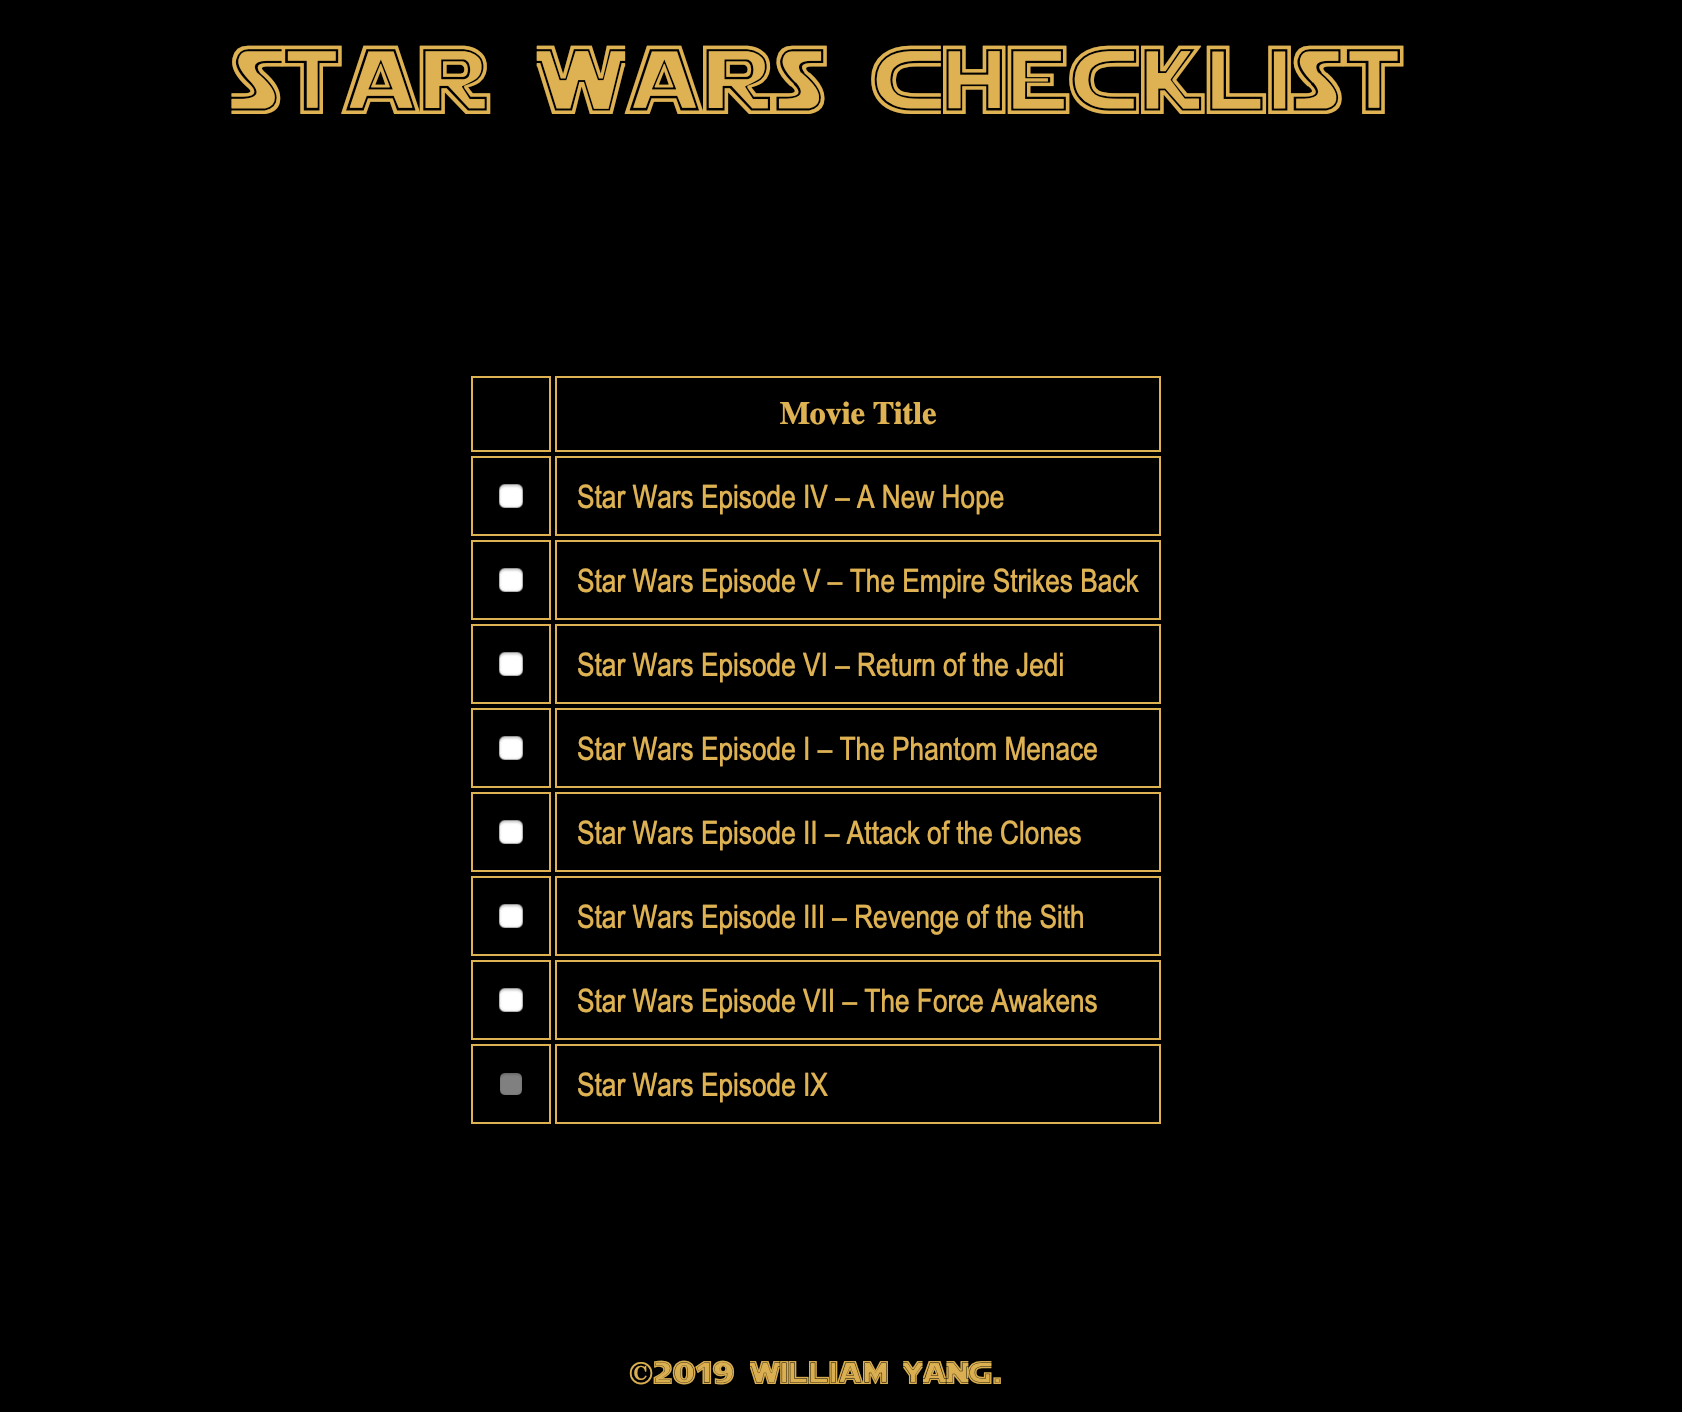 STAR WARS CHECKLIST
Movie Title
Star Wars Episode IV – A New Hope
Star Wars Episode V – The Empire Strikes Back
Star Wars Episode VI – Return of the Jedi
Star Wars Episode I – The Phantom Menace
Star Wars Episode II – Attack of the Clones
Star Wars Episode III – Revenge of the Sith
Star Wars Episode VII – The Force Awakens
Star Wars Episode IX
©2019 WILLIAM YANG.